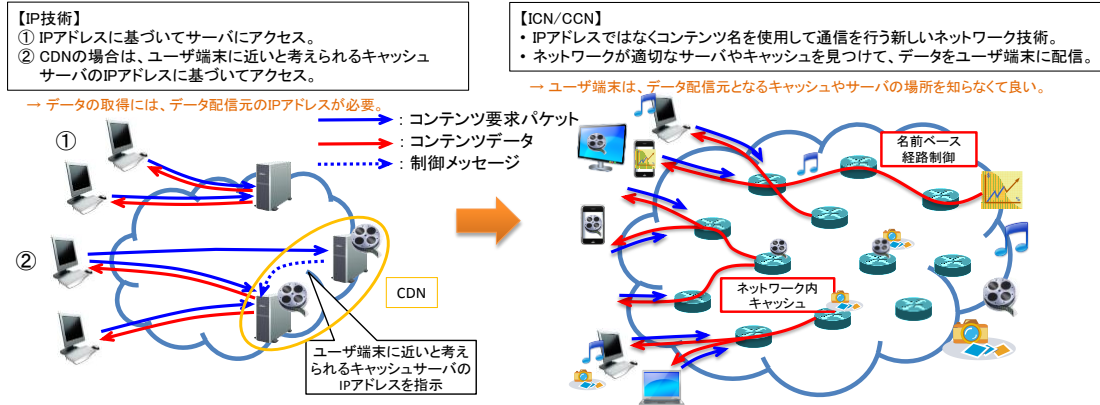 【IP技術】
① IPアドレスに基づいてサーバにアクセス。
② CDNの場合は、ユーザ端末に近いと考えられるキャッシュ
サーバのIPアドレスに基づいてアクセス。
→ データの取得には、データ配信元のIPアドレスが必要。
①
: コンテンツ要求パケット
: コンテンツデータ
: 制御メッセージ
②
CDN
ユーザ端末に近いと考え
られるキャッシュサーバの
IPアドレスを指示
【ICN/CCN】
• IPアドレスではなくコンテンツ名を使用して通信を行う新しいネットワーク技術。
• ネットワークが適切なサーバやキャッシュを見つけて、データをユーザ端末に配信。
→ ユーザ端末は、データ配信元となるキャッシュやサーバの場所を知らなくて良い。
名前ベース
経路制御
ネットワーク内
キャッシュ